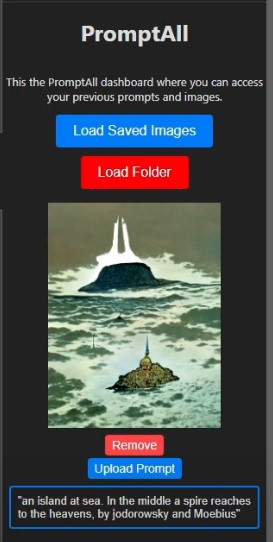 PromptAll
This the PromptAll dashboard where you can access
your previous prompts and images.
Load Saved Images
Load Folder
Remove
Upload Prompt
"an island at sea. In the middle a spire reaches
to the heavens, by jodorowsky and Moebius"